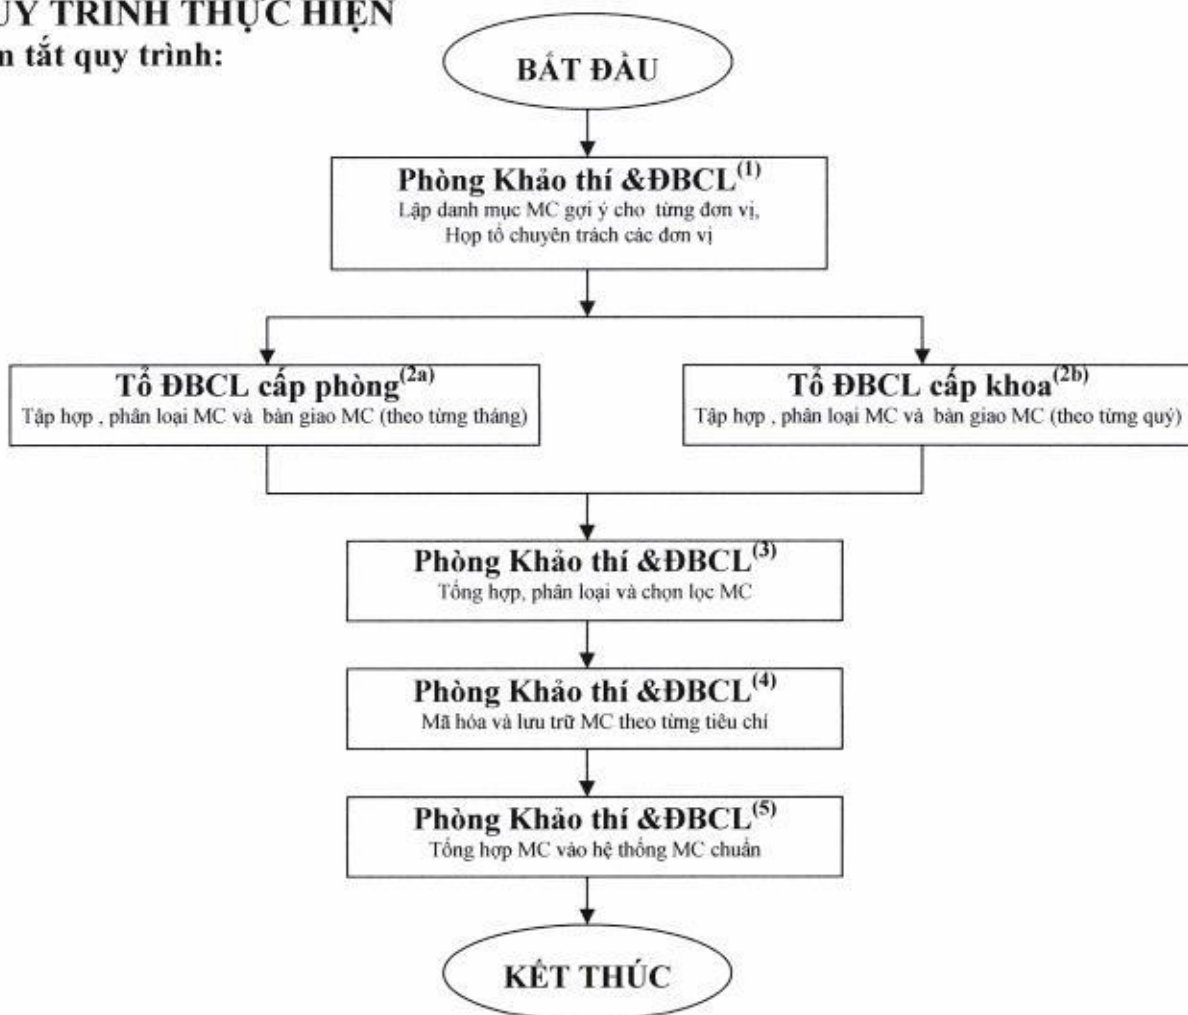 UY TRÌNH THỰC HIỆN
m tắt quy trình:
BẮT ĐẦU
Phòng Khảo thí &ĐBCL(1)
Lập danh mục MC gợi ý cho từng đơn vị,
Họp tổ chuyên trách các đơn vị
Tổ ĐBCL cấp phòng(2a)
Tập hợp , phân loại MC và bàn giao MC (theo từng tháng)
Tổ ĐBCL cấp khoa(2b)
Tập hợp , phân loại MC và bàn giao MC (theo từng quý)
Phòng Khảo thí &ĐBCL(3)
Tổng hợp, phân loại và chọn lọc MC
Phòng Khảo thí &ĐBCL(4)
Mã hóa và lưu trữ MC theo từng tiêu chí
Phòng Khảo thí &ĐBCL(5)
Tổng hợp MC vào hệ thống MC chuẩn
KẾT THÚC